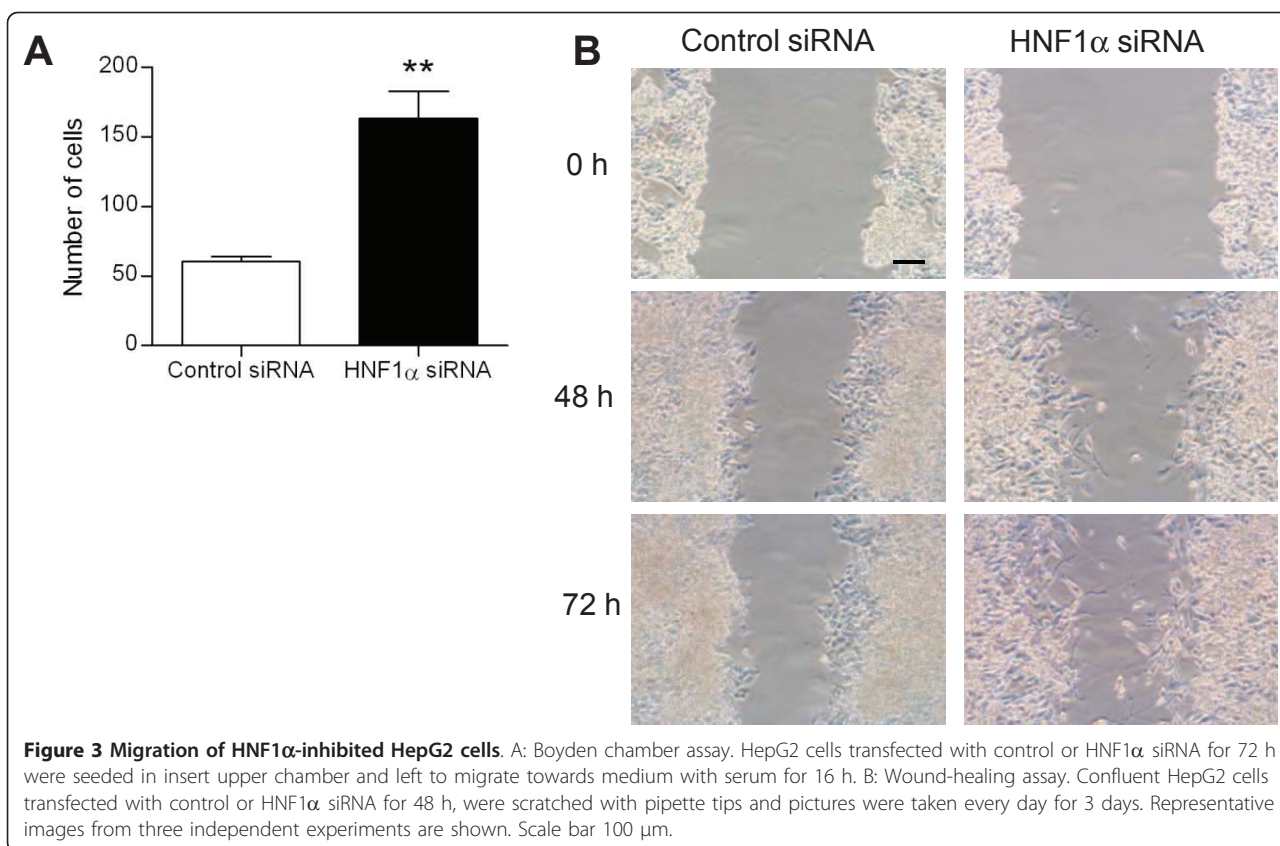 A
B
Control siRNA
HNF1α siRNA
200
150
100
50
0
Number of cells
**
Control siRNA
HNF1α siRNA
0 h
48 h
72 h
Figure 3 Migration of HNF1α-inhibited HepG2 cells. A: Boyden chamber assay. HepG2 cells transfected with control or HNF1α siRNA for 72 h
were seeded in insert upper chamber and left to migrate towards medium with serum for 16 h. B: Wound-healing assay. Confluent HepG2 cells
transfected with control or HNF1α siRNA for 48 h, were scratched with pipette tips and pictures were taken every day for 3 days. Representative
images from three independent experiments are shown. Scale bar 100 μm.